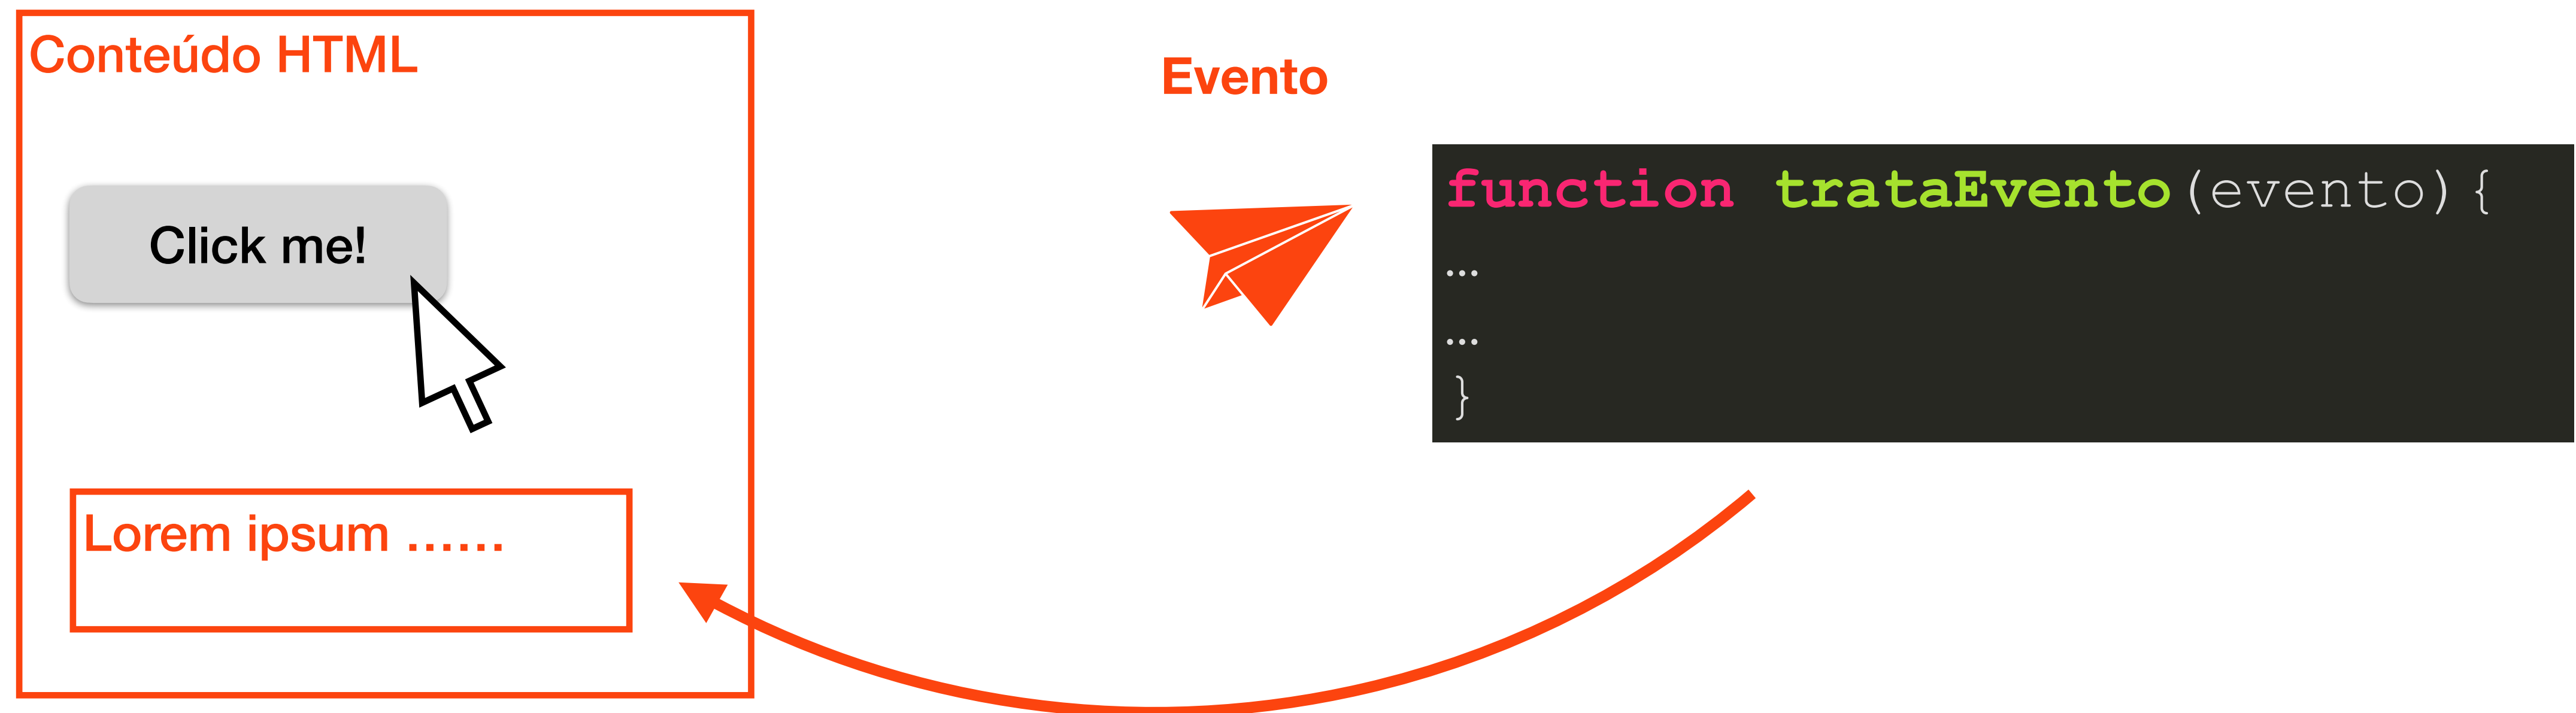 Conteúdo HTML
Click me!
Lorem ipsum ......
Evento
function trataEvento(evento){
...
...
}